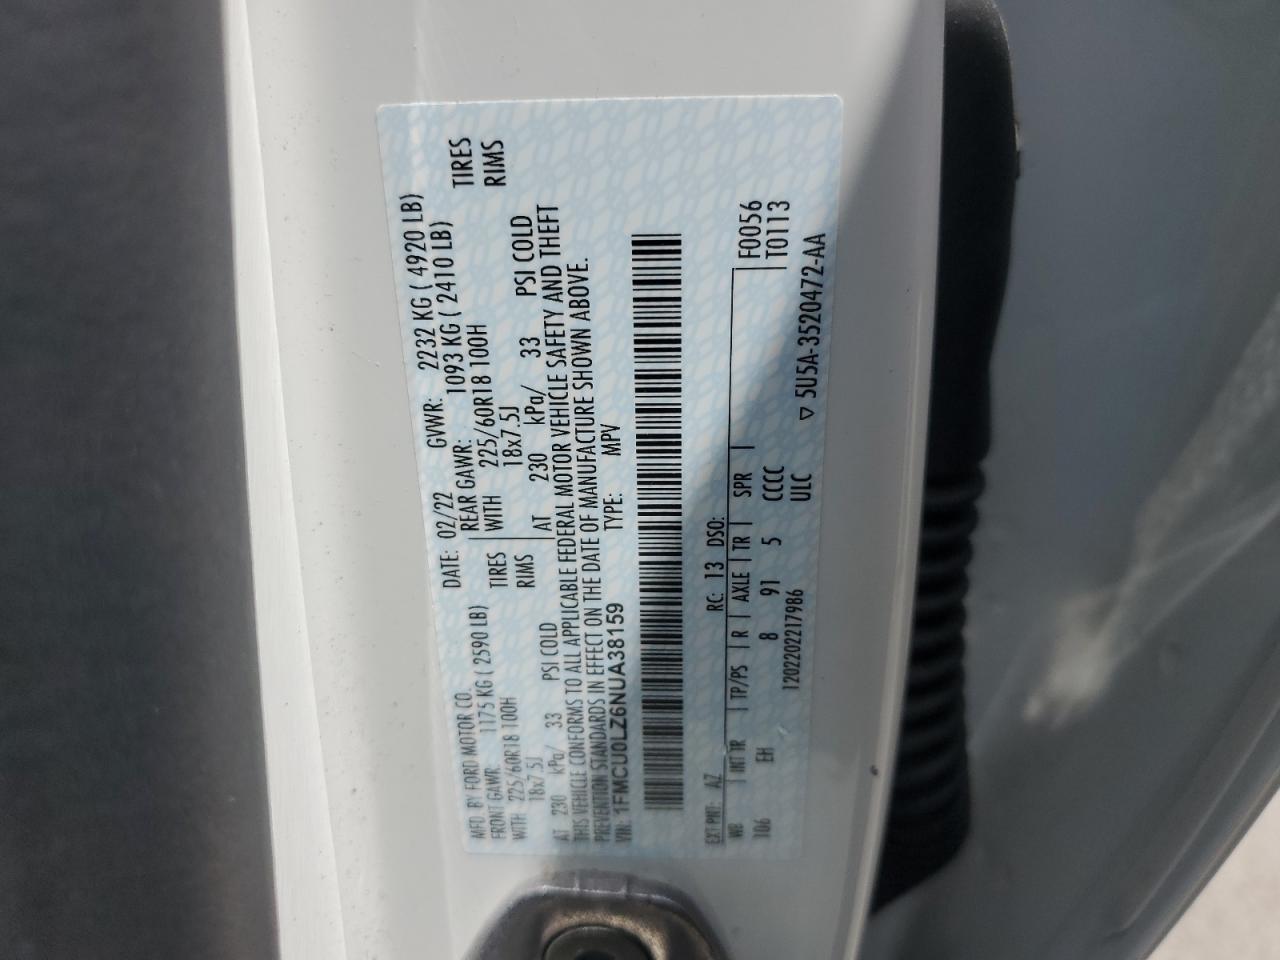 MFD. BY FORD MOTOR CO.
DATE: 02/22 GVWR: 2232 KG ( 4920 LB)
FRONT GAWR: 1175 KG ( 2590 LB) REAR GAWR: 1093 KG ( 2410 LB)
WITH 225/60R18 100H TIRES WITH 225/60R18 100H TIRES
18x7.5J RIMS 18x7.5J RIMS
AT 230 kPa/ 33 PSI COLD AT 230 kPa/ 33 PSI COLD
THIS VEHICLE CONFORMS TO ALL APPLICABLE FEDERAL MOTOR VEHICLE SAFETY AND THEFT
PREVENTION STANDARDS IN EFFECT ON THE DATE OF MANUFACTURE SHOWN ABOVE.
VIN: 1FMCU0LZ6NUA38159 TYPE: MPV
EXT PNT: AZ RC: 13 DSO: F0056
WB INT TR TP/PS R AXLE TR SPR T0113
106 EH 8 91 5 CCCC
1202202217986 ULC
▽ 5U5A-3520472-AA